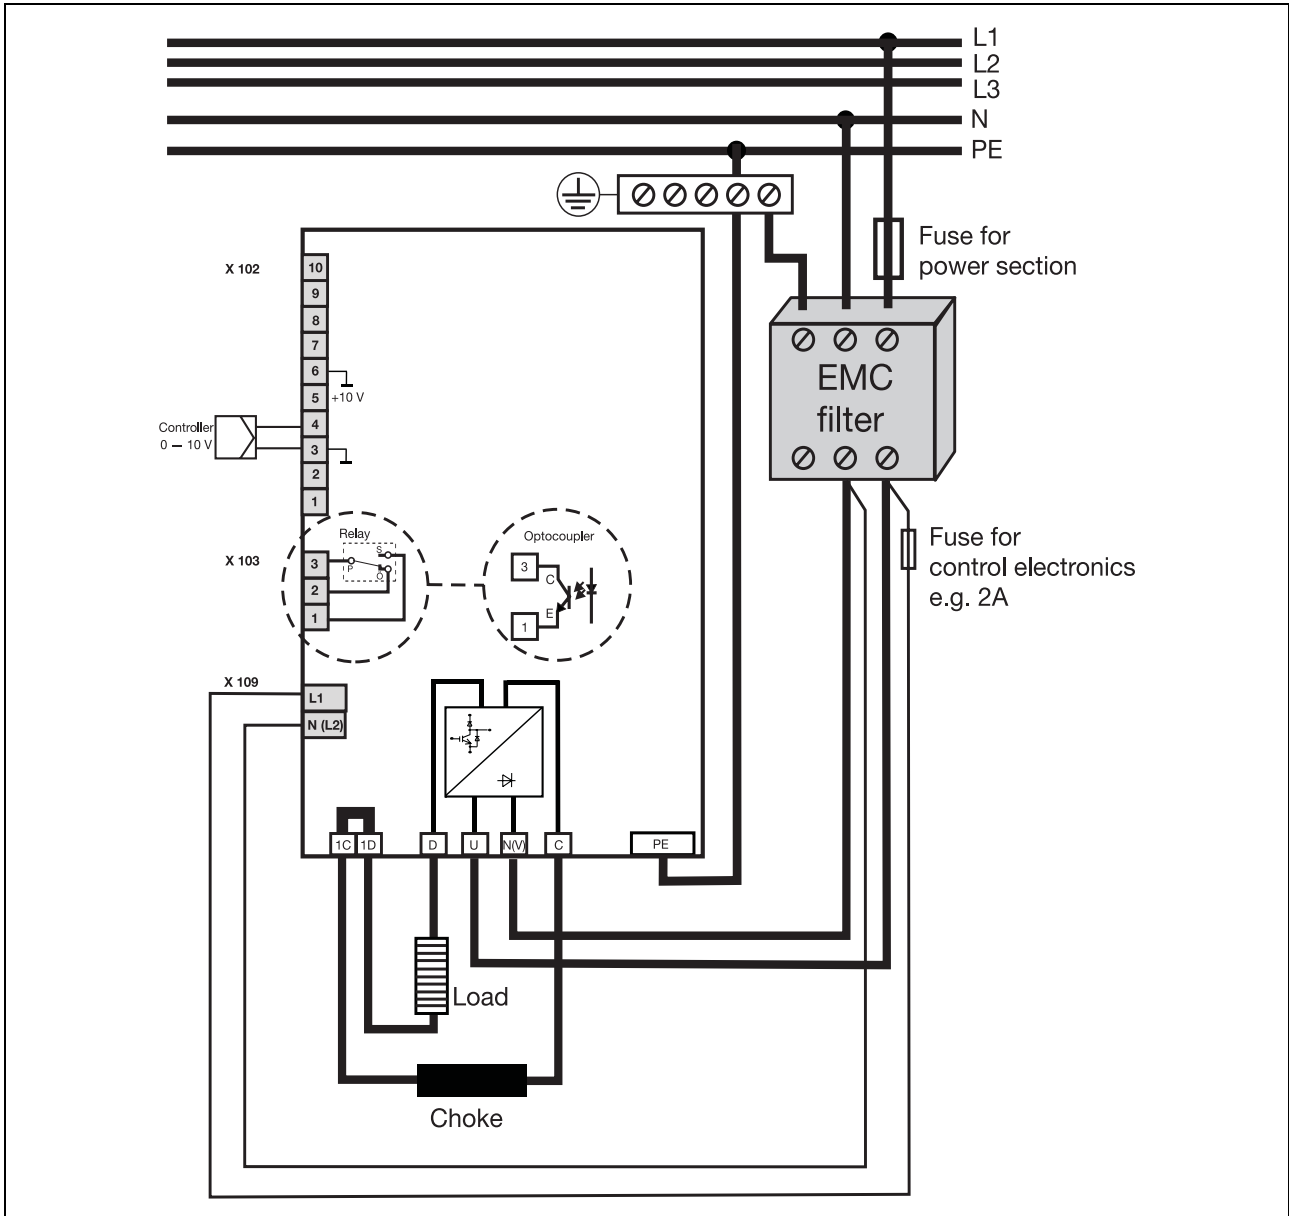 L1
L2
L3
N
PE
Fuse for
power section
X 102
10
9
8
7
6
5
+10 V
4
3
2
1
Controller
0 – 10 V
EMC
filter
Fuse for
control electronics
e.g. 2A
X 103
3
2
1
Relay
S
P
O
Optocoupler
3
C
E
1
X 109
L1
N (L2)
1C
1D
D
U
N(V)
C
PE
Load
Choke